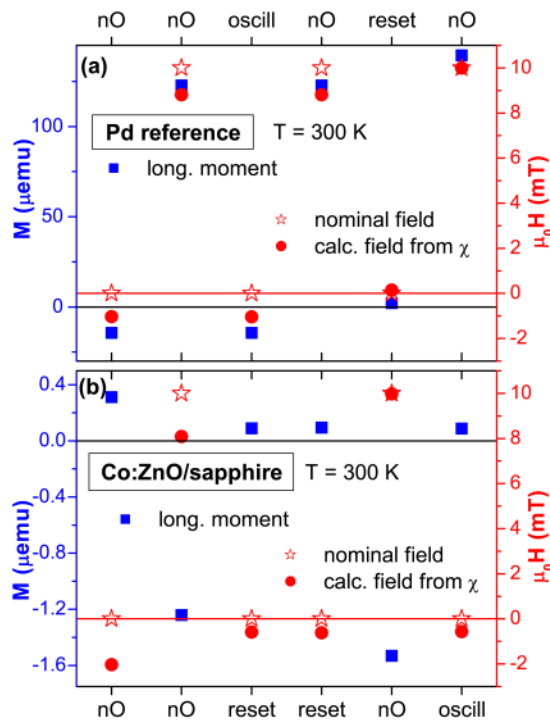 nO nO oscill nO reset nO
(a)
Pd reference T = 300 K
long. moment
nominal field
calc. field from χ
M (μemu)
100
50
0
μ₀H (mT)
10
8
6
4
2
0
-2
(b)
Co:ZnO/sapphire T = 300 K
long. moment
nominal field
calc. field from χ
M (μemu)
0.4
0.0
-0.4
-0.8
-1.2
-1.6
μ₀H (mT)
10
8
6
4
2
0
-2
nO nO reset reset nO oscill